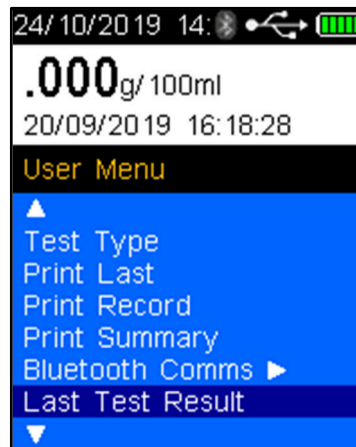 24/10/2019 14:
.000g/100ml
20/09/2019 16:18:28
User Menu
Test Type
Print Last
Print Record
Print Summary
Bluetooth Comms
Last Test Result